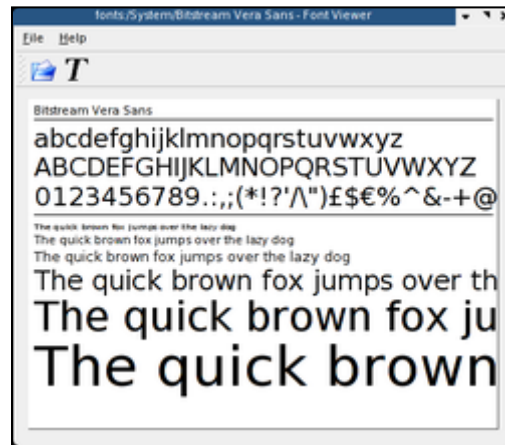 fonts:/System/Bitstream Vera Sans - Font Viewer
File Help
T
Bitstream Vera Sans
abcdefghijklmnopqrstuvwxyz
ABCDEFGHIJKLMNOPQRSTUVWXYZ
0123456789.:,;(*!?'/\")£$€%^&-+@
The quick brown fox jumps over the lazy dog
The quick brown fox jumps over the lazy dog
The quick brown fox jumps over the lazy dog
The quick brown fox jumps over th
The quick brown fox ju
The quick brown